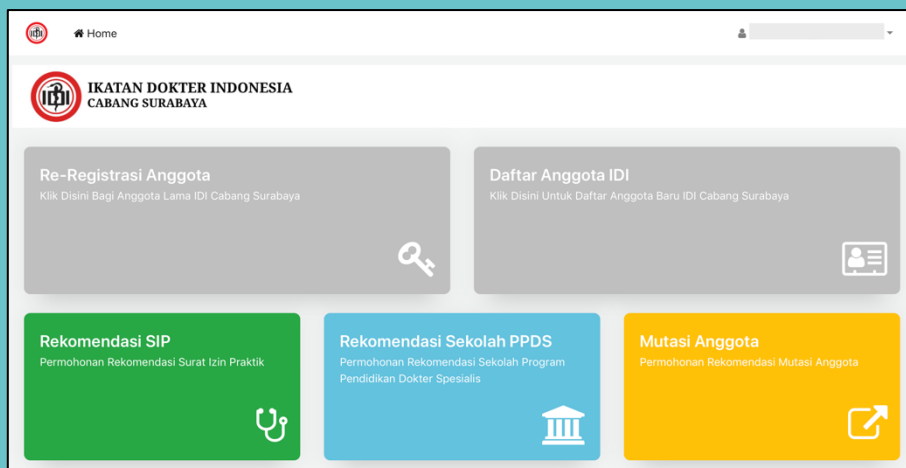 Home
IKATAN DOKTER INDONESIA
CABANG SURABAYA
Re-Registrasi Anggota
Klik Disini Bagi Anggota Lama IDI Cabang Surabaya
Daftar Anggota IDI
Klik Disini Untuk Daftar Anggota Baru IDI Cabang Surabaya
Rekomendasi SIP
Permohonan Rekomendasi Surat Izin Praktik
Rekomendasi Sekolah PPDS
Permohonan Rekomendasi Sekolah Program
Pendidikan Dokter Spesialis
Mutasi Anggota
Permohonan Rekomendasi Mutasi Anggota